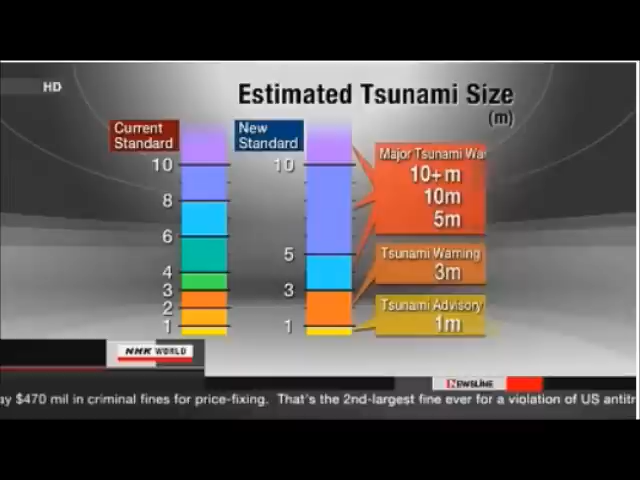 HD
Estimated Tsunami Size
(m)
Current
Standard
10
8
6
4
3
2
1
New
Standard
10
5
3
1
Major Tsunami Wa
10+m
10m
5m
Tsunami Warning
3m
Tsunami Advisory
1m
NHK WORLD
NEWSLINE
ay $470 mil in criminal fines for price-fixing. That's the 2nd-largest fine ever for a violation of US antitr